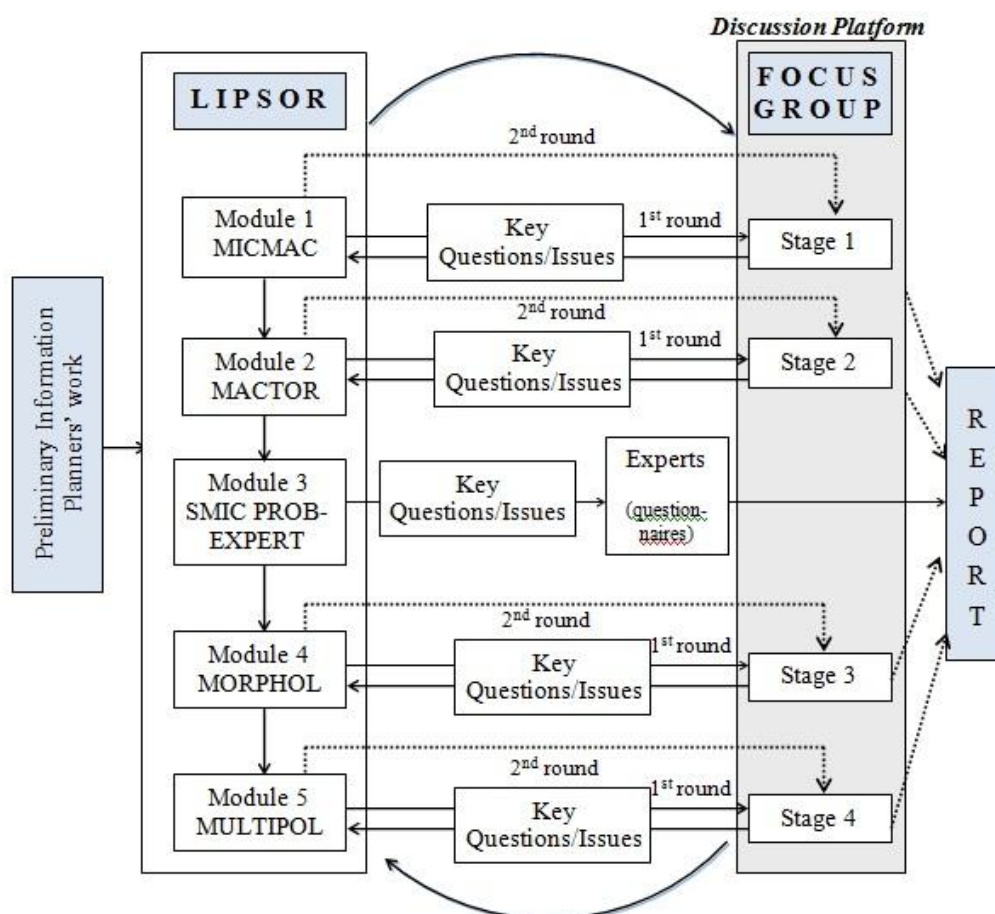 Discussion Platform
L I P S O R
F O C U S
G R O U P
2nd round
Module 1
MICMAC
Key
Questions/Issues
1st round
Stage 1
2nd round
Module 2
MACTOR
Key
Questions/Issues
1st round
Stage 2
Preliminary Information
Planners' work
Module 3
SMIC PROB-
EXPERT
Key
Questions/Issues
Experts
(question-
naires)
R
E
P
O
R
T
2nd round
Module 4
MORPHOL
Key
Questions/Issues
1st round
Stage 3
2nd round
Module 5
MULTIPOL
Key
Questions/Issues
1st round
Stage 4